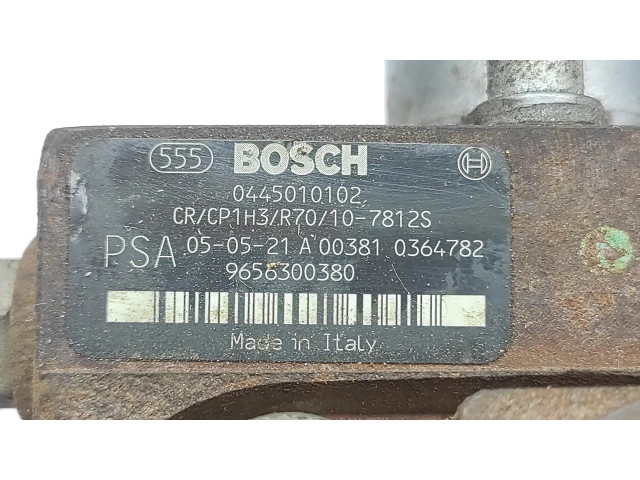 555 BOSCH
0445010102
CR/CP1H3/R70/10-7812S
PSA 05-05-21 A 00381 0364782
9656300380
Made in Italy